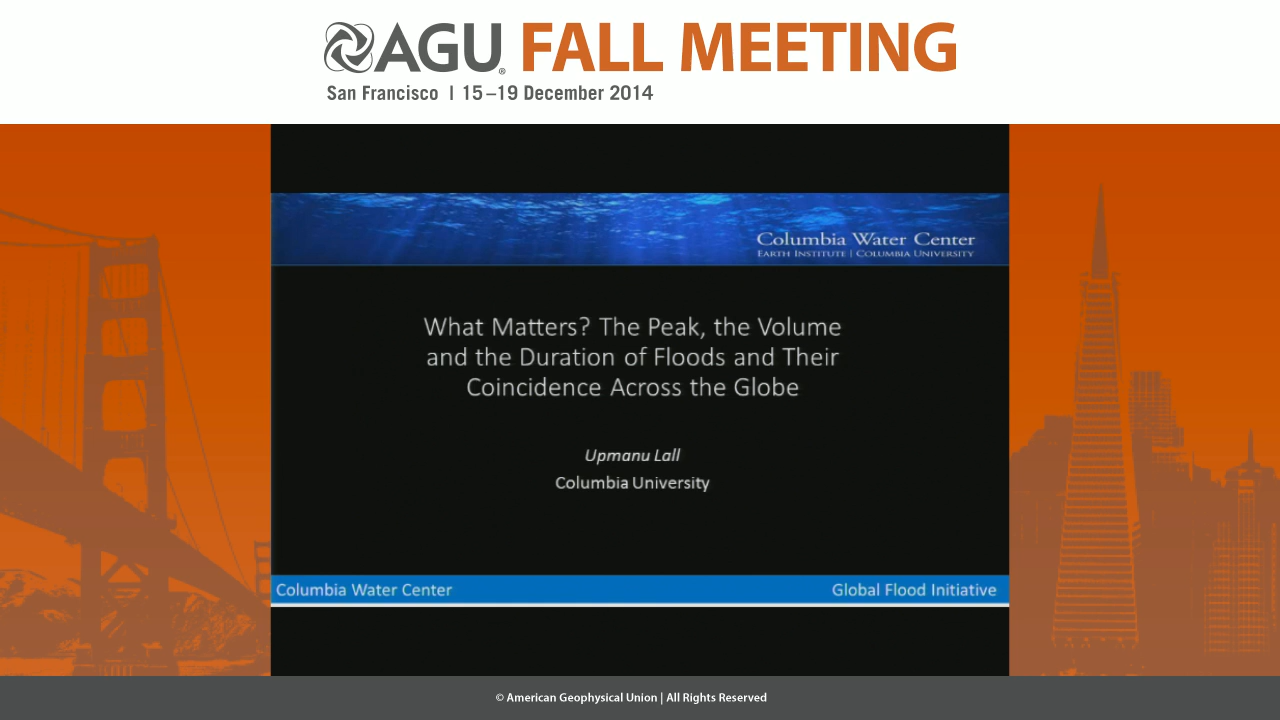 AGU® FALL MEETING
San Francisco | 15–19 December 2014
Columbia Water Center
EARTH INSTITUTE | COLUMBIA UNIVERSITY
What Matters? The Peak, the Volume
and the Duration of Floods and Their
Coincidence Across the Globe
Upmanu Lall
Columbia University
Columbia Water Center Global Flood Initiative
© American Geophysical Union | All Rights Reserved